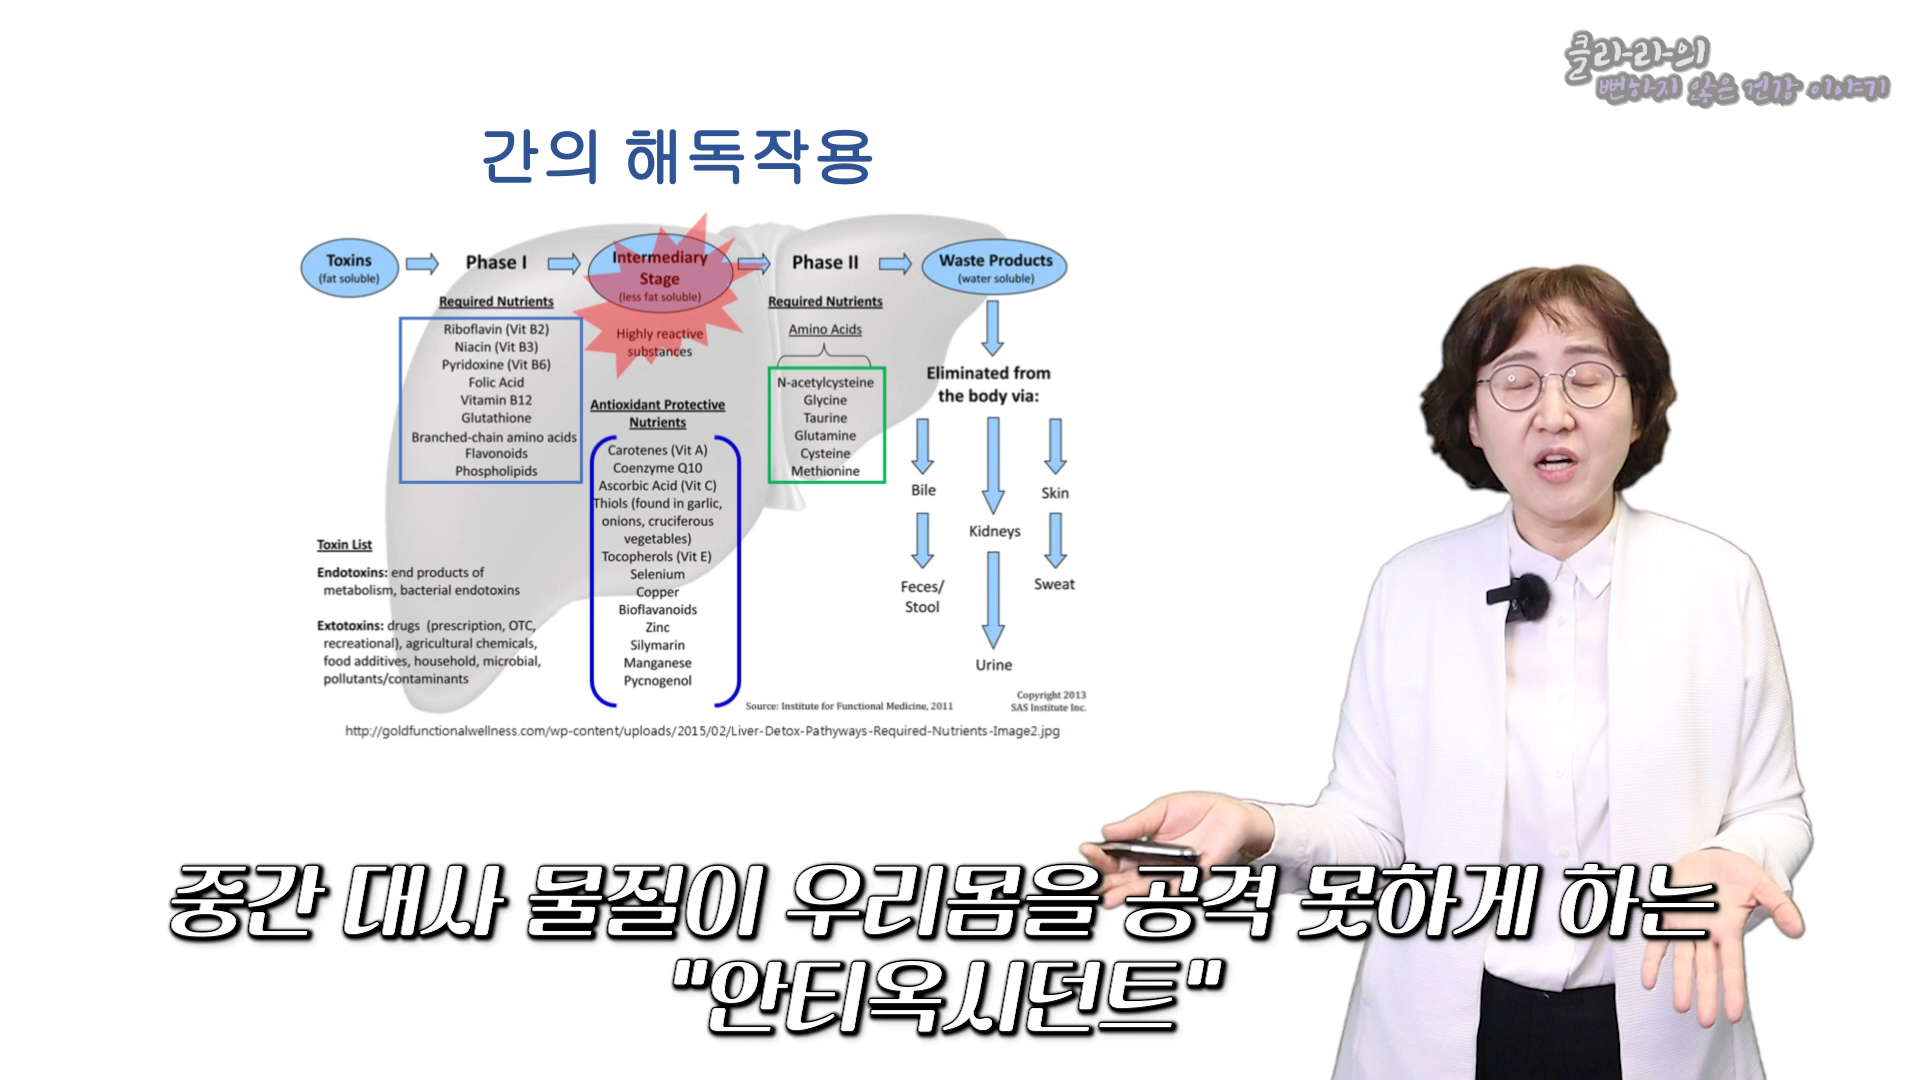 클라라의
뻔하지 않은 건강 이야기
간의 해독작용
Toxins
(fat soluble)
Phase I
Intermediary
Stage
(less fat soluble)
Phase II
Waste Products
(water soluble)
Required Nutrients
Riboflavin (Vit B2)
Niacin (Vit B3)
Pyridoxine (Vit B6)
Folic Acid
Vitamin B12
Glutathione
Branched-chain amino acids
Flavonoids
Phospholipids
Highly reactive
substances
Antioxidant Protective
Nutrients
Carotenes (Vit A)
Coenzyme Q10
Ascorbic Acid (Vit C)
Thiols (found in garlic,
onions, cruciferous
vegetables)
Tocopherols (Vit E)
Selenium
Copper
Bioflavanoids
Zinc
Silymarin
Manganese
Pycnogenol
Required Nutrients
Amino Acids
N-acetylcysteine
Glycine
Taurine
Glutamine
Cysteine
Methionine
Eliminated from
the body via:
Bile
Kidneys
Skin
Feces/
Stool
Urine
Sweat
Toxin List
Endotoxins: end products of
metabolism, bacterial endotoxins
Extotoxins: drugs (prescription, OTC,
recreational), agricultural chemicals,
food additives, household, microbial,
pollutants/contaminants
Source: Institute for Functional Medicine, 2011
Copyright 2013
SAS Institute Inc.
http://goldfunctionalwellness.com/wp-content/uploads/2015/02/Liver-Detox-Pathyways-Required-Nutrients-Image2.jpg
중간 대사 물질이 우리몸을 공격 못하게 하는
"안티옥시던트"